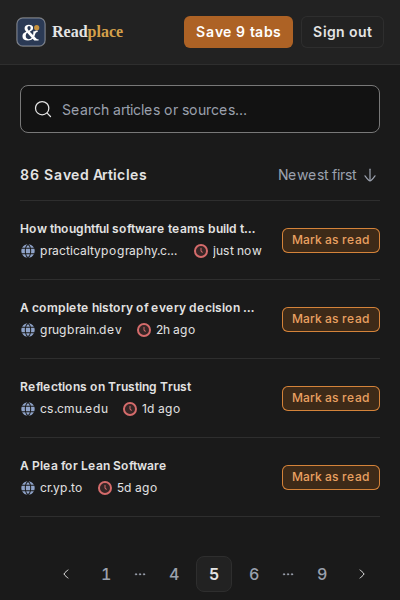 & Readplace
Save 9 tabs
Sign out
Search articles or sources...
86 Saved Articles
Newest first
How thoughtful software teams build t...
practicaltypography.c...
just now
Mark as read
A complete history of every decision ...
grugbrain.dev
2h ago
Mark as read
Reflections on Trusting Trust
cs.cmu.edu
1d ago
Mark as read
A Plea for Lean Software
cr.yp.to
5d ago
Mark as read
1 ... 4 5 6 ... 9